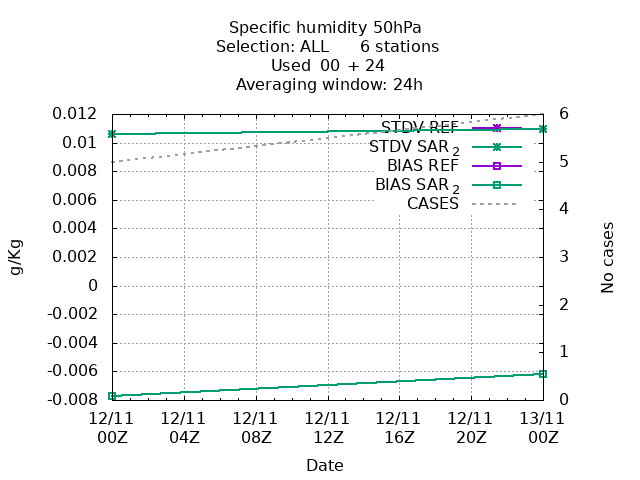 Specific humidity 50hPa
Selection: ALL 6 stations
Used 00 + 24
Averaging window: 24h
0.012
0.01
0.008
0.006
0.004
0.002
0
-0.002
-0.004
-0.006
-0.008
g/Kg
STDV REF
STDV SAR 2
BIAS REF
BIAS SAR 2
CASES
6
5
4
3
2
1
0
No cases
12/11 12/11 12/11 12/11 12/11 12/11 13/11
00Z 04Z 08Z 12Z 16Z 20Z 00Z
Date